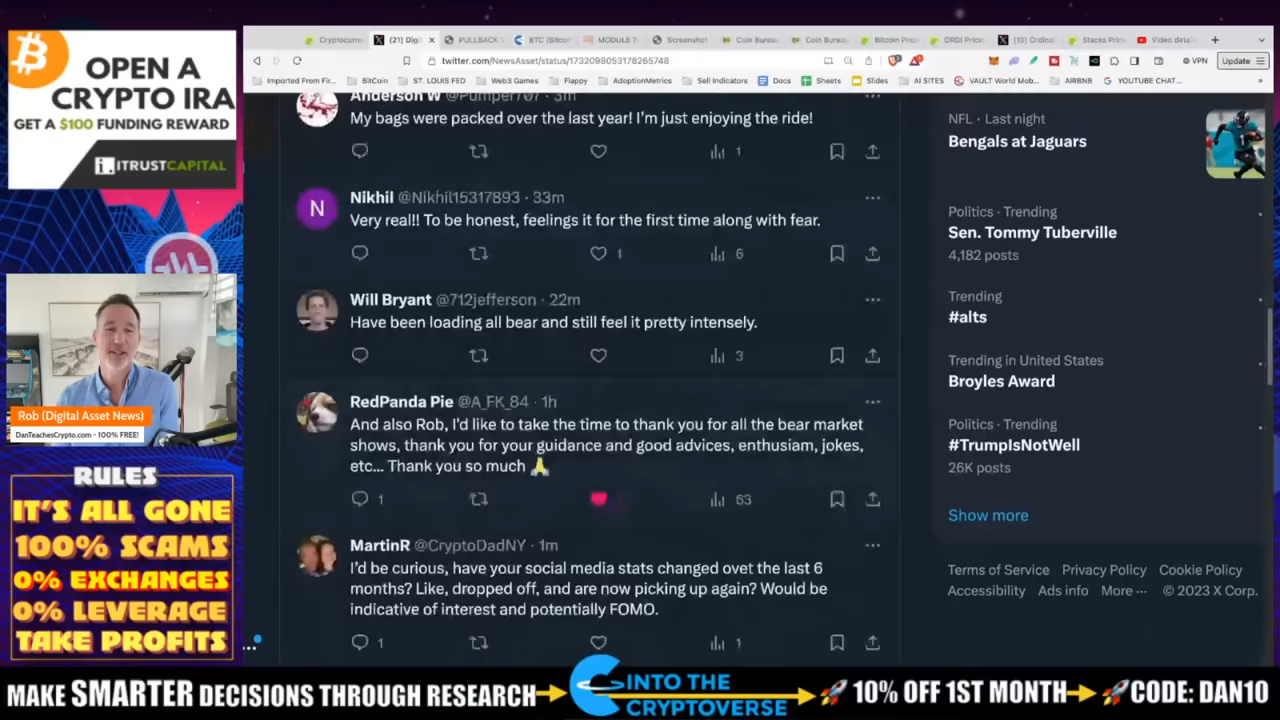 OPEN A
CRYPTO IRA
GET A $100 FUNDING REWARD
ITRUSTCAPITAL
Rob (Digital Asset News)
DanTeachesCrypto.com - 100% FREE!
RULES
IT'S ALL GONE
100% SCAMS
0% EXCHANGES
0% LEVERAGE
TAKE PROFITS
Cryptocurre
(21) Digi
PULLBACK
BTC (Bitcoin
MODULE 7
Screenshot
Coin Bureau
Coin Bureau
Bitcoin Pric
ORDI Price
(10) Ordina
Stacks Pric
Video detai
twitter.com/NewsAsset/status/1732098053178265748
VPN
Update
Imported From Fir...
BitCoin
ST. LOUIS FED
Web3 Games
Flappy
AdoptionMetrics
Sell Indicators
Docs
Sheets
Slides
AI SITES
VAULT World Mob...
AIRBNB
YOUTUBE CHAT...
Anderson W @Pumper707 · 3m
My bags were packed over the last year! I'm just enjoying the ride!
1
N
Nikhil @Nikhil15317893 · 33m
Very real!! To be honest, feelings it for the first time along with fear.
1 6
Will Bryant @712jefferson · 22m
Have been loading all bear and still feel it pretty intensely.
3
RedPanda Pie @A_FK_84 · 1h
And also Rob, I'd like to take the time to thank you for all the bear market
shows, thank you for your guidance and good advices, enthusiam, jokes,
etc... Thank you so much 🙏
1 63
MartinR @CryptoDadNY · 1m
I'd be curious, have your social media stats changed ovet the last 6
months? Like, dropped off, and are now picking up again? Would be
indicative of interest and potentially FOMO.
1 1
NFL · Last night
Bengals at Jaguars
Politics · Trending
Sen. Tommy Tuberville
4,182 posts
Trending
#alts
Trending in United States
Broyles Award
Politics · Trending
#TrumpIsNotWell
26K posts
Show more
Terms of Service Privacy Policy Cookie Policy
Accessibility Ads info More ··· © 2023 X Corp.
MAKE SMARTER DECISIONS THROUGH RESEARCH
INTO THE
CRYPTOVERSE
🚀 10% OFF 1ST MONTH
🚀CODE: DAN10